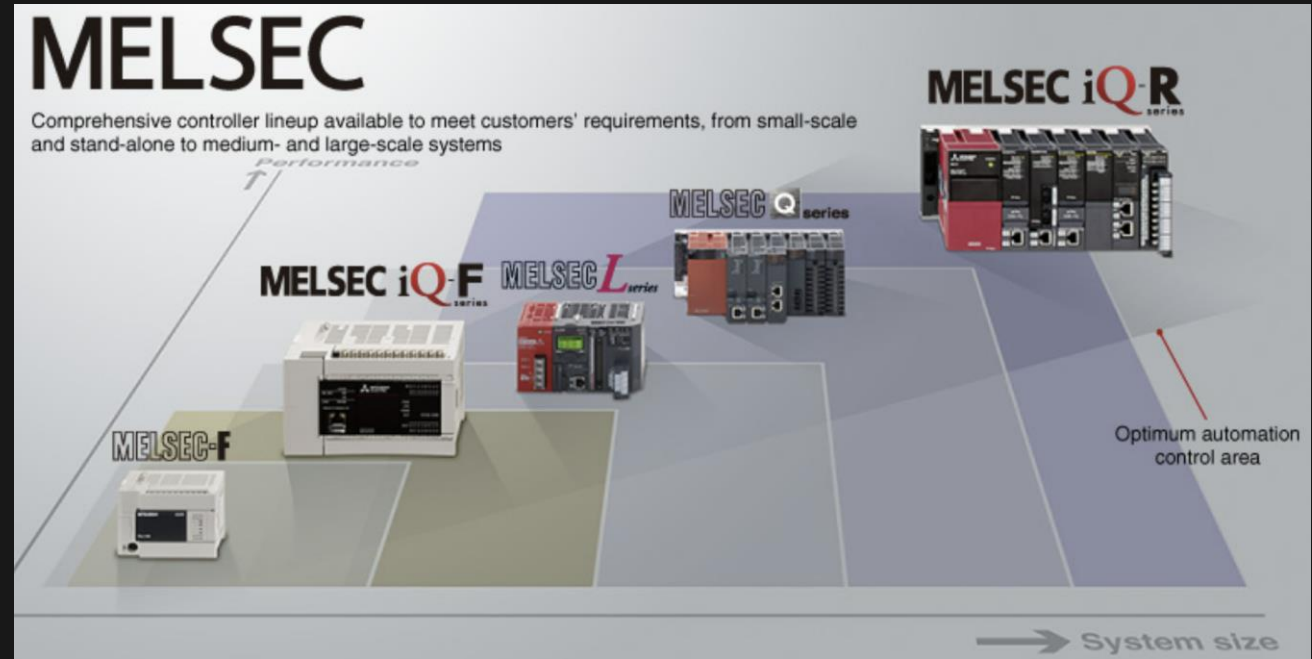 MELSEC
Comprehensive controller lineup available to meet customers' requirements, from small-scale
and stand-alone to medium- and large-scale systems
Performance
MELSEC iQ-R
series
MELSEC Q series
MELSEC iQ-F
series
MELSEC L series
MELSEC-F
Optimum automation
control area
System size